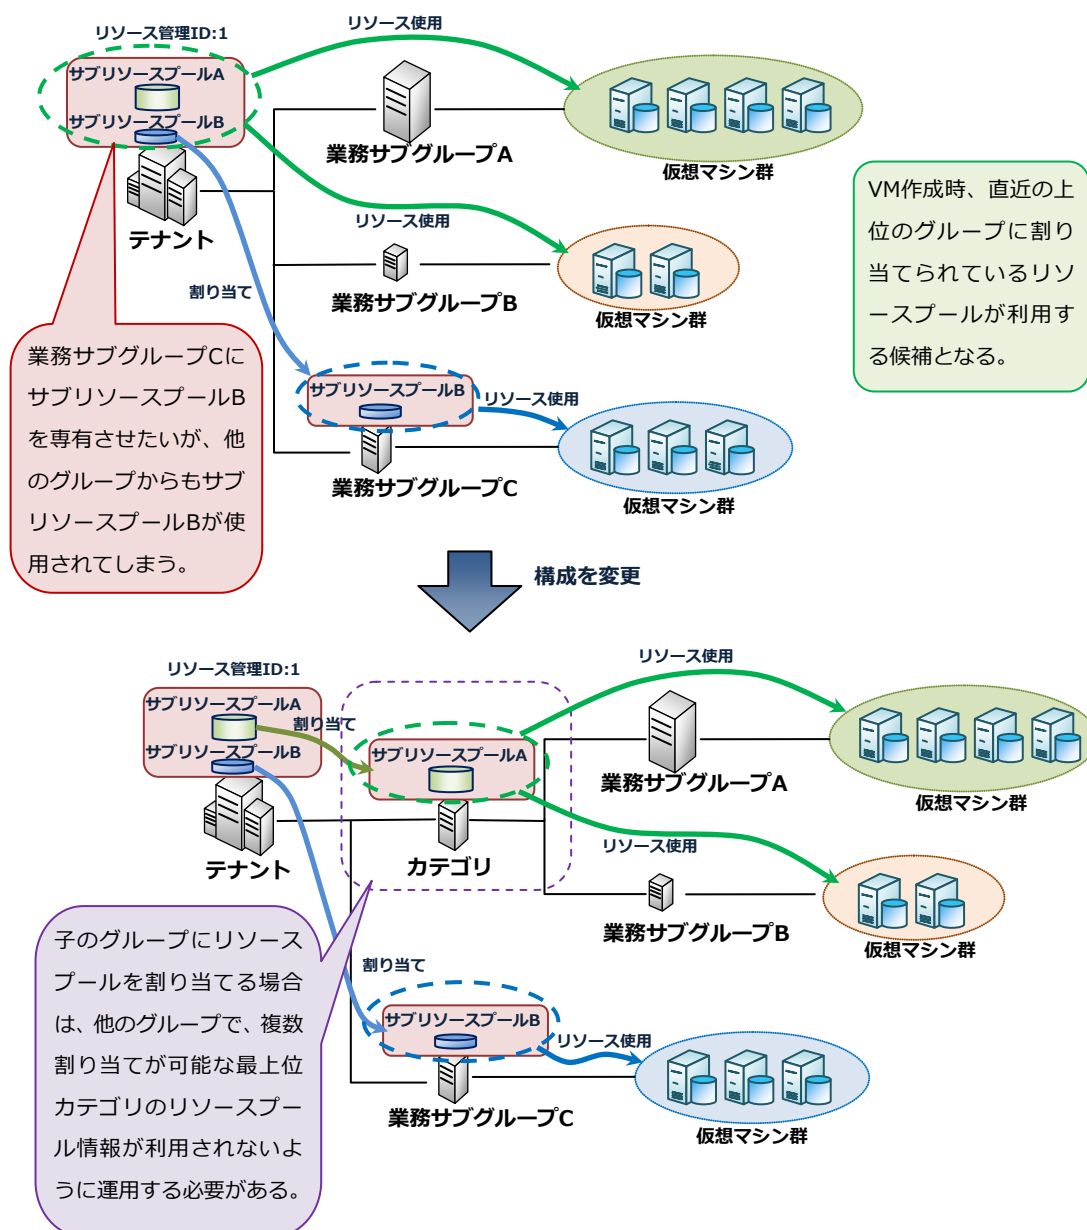 リソース使用
リソース管理ID:1
サブリソースプールA
サブリソースプールB
業務サブグループA
仮想マシン群
テナント
リソース使用
VM作成時、直近の上
位のグループに割り
当てられているリソ
ースプールが利用す
る候補となる。
割り当て
業務サブグループB
仮想マシン群
業務サブグループCに
サブリソースプールB
を専有させたいが、他
のグループからもサブ
リソースプールBが使
用されてしまう。
サブリソースプールB
リソース使用
業務サブグループC
仮想マシン群
構成を変更
リソース使用
リソース管理ID:1
サブリソースプールA
割り当て
サブリソースプールB
サブリソースプールA
業務サブグループA
仮想マシン群
テナント
カテゴリ
リソース使用
業務サブグループB
仮想マシン群
子のグループにリソース
プールを割り当てる場合
は、他のグループで、複数
割り当てが可能な最上位
カテゴリのリソースプー
ル情報が利用されないよ
うに運用する必要がある。
割り当て
サブリソースプールB
リソース使用
業務サブグループC
仮想マシン群